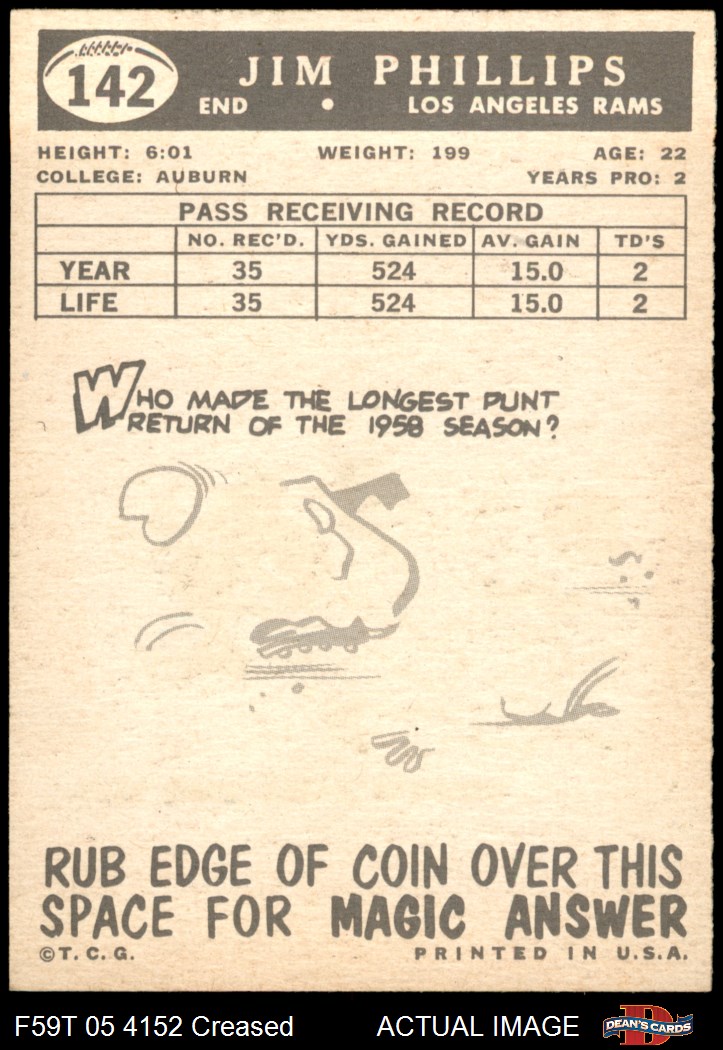 142
JIM PHILLIPS
END • LOS ANGELES RAMS
HEIGHT: 6:01 WEIGHT: 199 AGE: 22
COLLEGE: AUBURN YEARS PRO: 2
PASS RECEIVING RECORD
NO. REC'D. YDS. GAINED AV. GAIN TD'S
YEAR 35 524 15.0 2
LIFE 35 524 15.0 2
WHO MADE THE LONGEST PUNT
RETURN OF THE 1958 SEASON?
RUB EDGE OF COIN OVER THIS
SPACE FOR MAGIC ANSWER
©T. C. G. PRINTED IN U.S.A.
F59T 05 4152 Creased ACTUAL IMAGE D DEAN'S CARDS